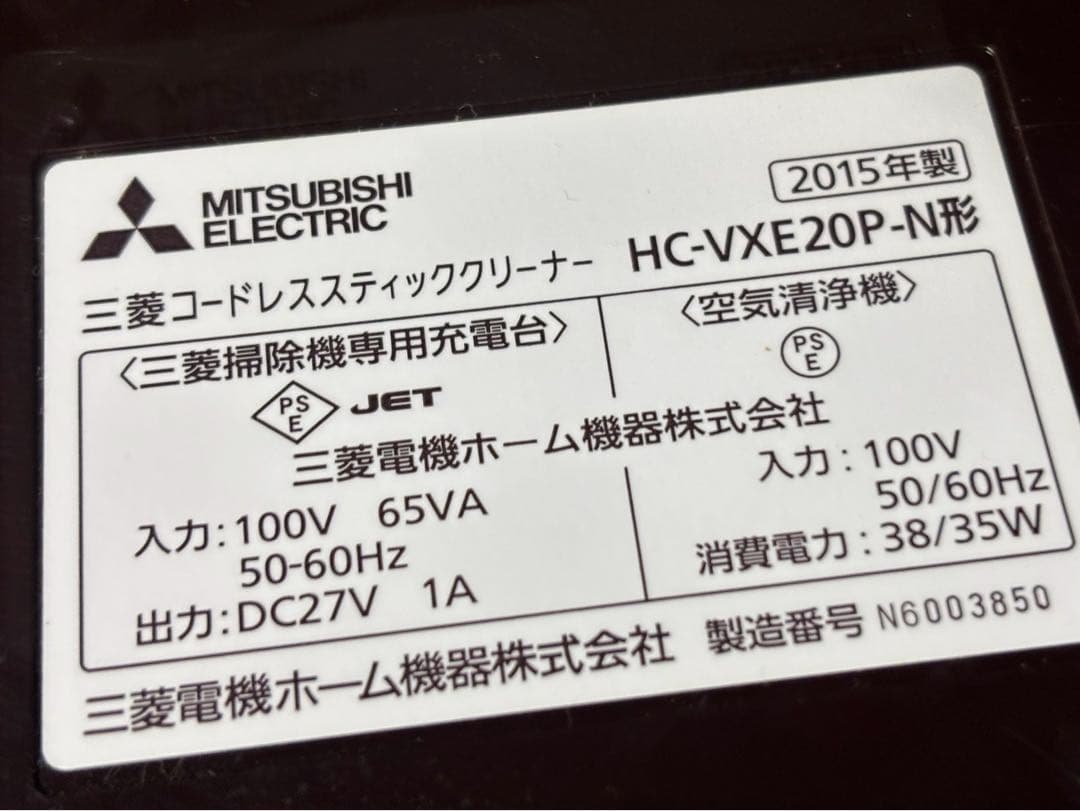 MITSUBISHI
ELECTRIC
2015年製
三菱コードレススティッククリーナー HC-VXE20P-N形
〈三菱掃除機専用充電台〉
PS
E
JET
〈空気清浄機〉
PS
E
三菱電機ホーム機器株式会社
入力:100V 65VA
50-60Hz
出力:DC27V 1A
入力:100V
50/60Hz
消費電力:38/35W
三菱電機ホーム機器株式会社 製造番号 N6003850